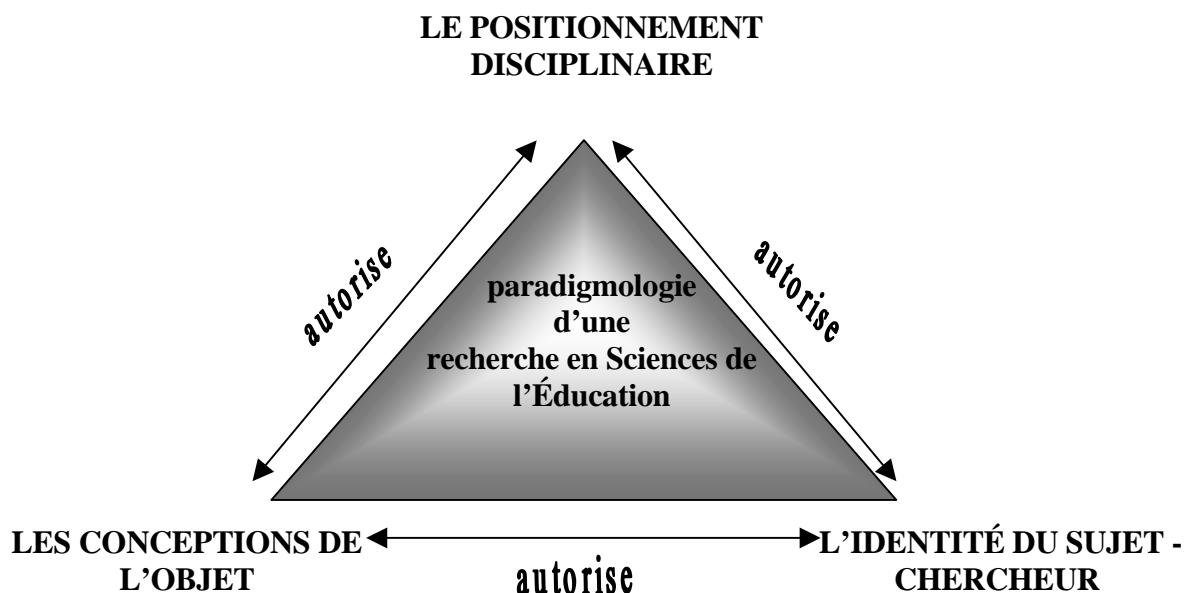 LE POSITIONNEMENT
DISCIPLINAIRE
autorise
autorise
paradigmologie
d’une
recherche en Sciences de
l’Éducation
LES CONCEPTIONS DE
L’OBJET
autorise
L’IDENTITÉ DU SUJET -
CHERCHEUR